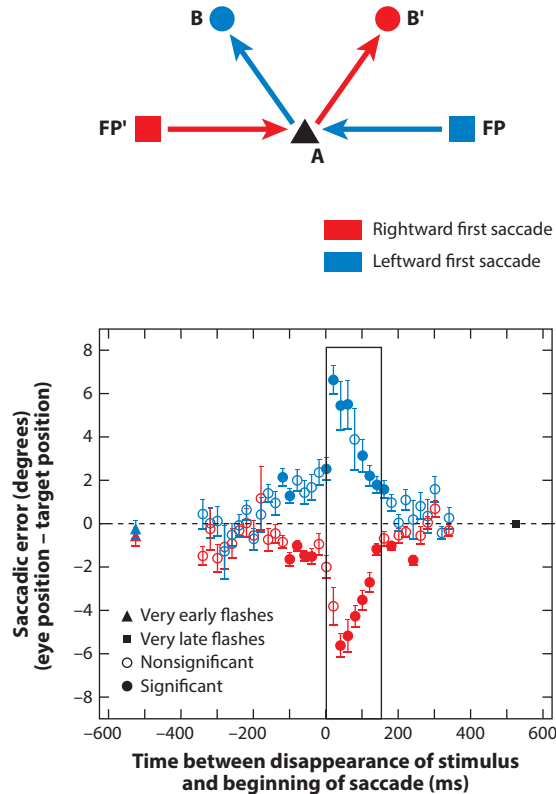 B
B'
FP'
FP
A
Rightward first saccade
Leftward first saccade
8
6
4
2
0
–2
–4
–6
–8
Saccadic error (degrees)
(eye position – target position)
Very early flashes
Very late flashes
Nonsignificant
Significant
–600
–400
–200
0
200
400
600
Time between disappearance of stimulus
and beginning of saccade (ms)